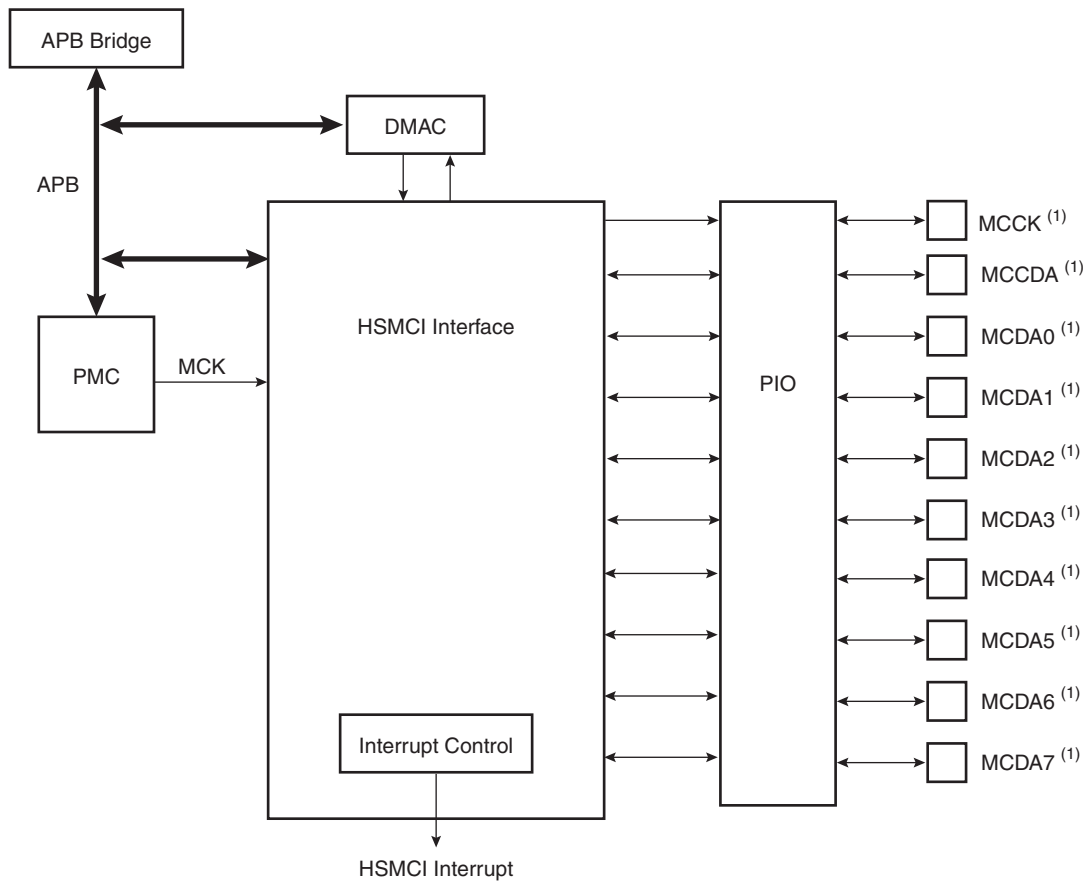 APB Bridge
DMAC
APB
MCCK (1)
MCCDA (1)
HSMCI Interface
MCDA0 (1)
MCK
PMC
PIO
MCDA1 (1)
MCDA2 (1)
MCDA3 (1)
MCDA4 (1)
MCDA5 (1)
MCDA6 (1)
Interrupt Control
MCDA7 (1)
HSMCI Interrupt